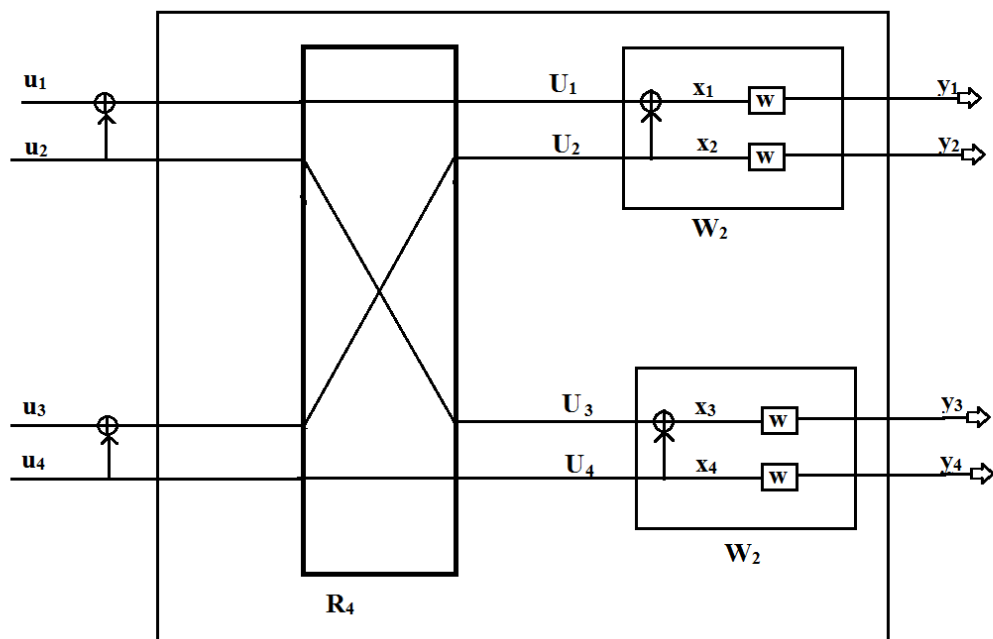 u₁ U₁ x₁ w y₁
u₂ U₂ x₂ w y₂
W₂
u₃ U₃ x₃ w y₃
u₄ U₄ x₄ w y₄
W₂
R₄